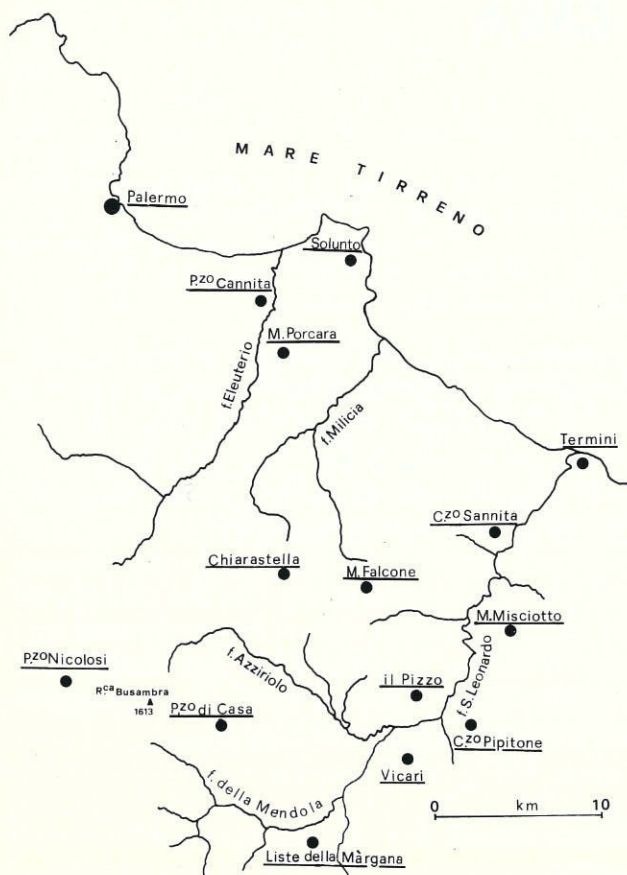 MARE TIRRENO
Palermo
Solunto
P.zo Cannita
M. Porcara
f. Eleuterio
f. Milicia
Termini
C.zo Sannita
Chiarastella
M. Falcone
M. Misciotto
P.zo Nicolosi
R.ca Busambra
1613
f. Azziriolo
P.zo di Casa
il Pizzo
f. S. Leonardo
C.zo Pipitone
Vicari
f. della Mendola
Liste della Màrgana
0 km 10